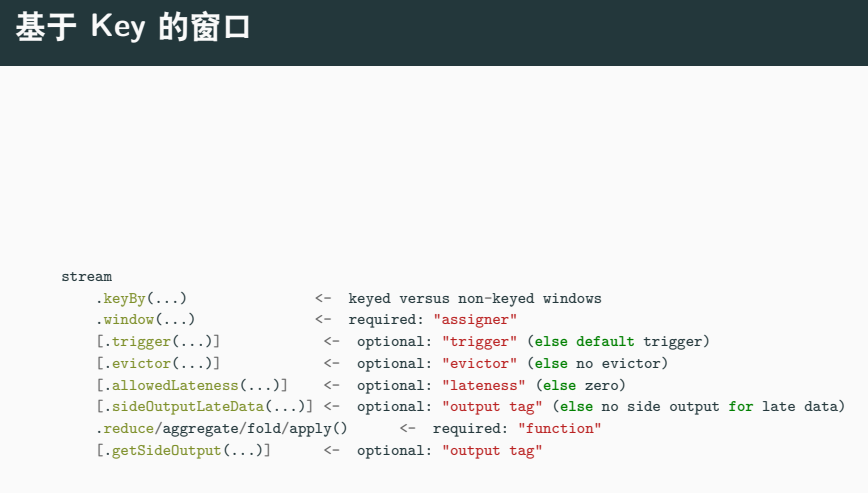 基于 Key 的窗口
stream
    .keyBy(...)               <-  keyed versus non-keyed windows
    .window(...)              <-  required: "assigner"
    [.trigger(...)]            <-  optional: "trigger" (else default trigger)
    [.evictor(...)]            <-  optional: "evictor" (else no evictor)
    [.allowedLateness(...)]    <-  optional: "lateness" (else zero)
    [.sideOutputLateData(...)] <-  optional: "output tag" (else no side output for late data)
    .reduce/aggregate/fold/apply()      <-  required: "function"
    [.getSideOutput(...)]      <-  optional: "output tag"